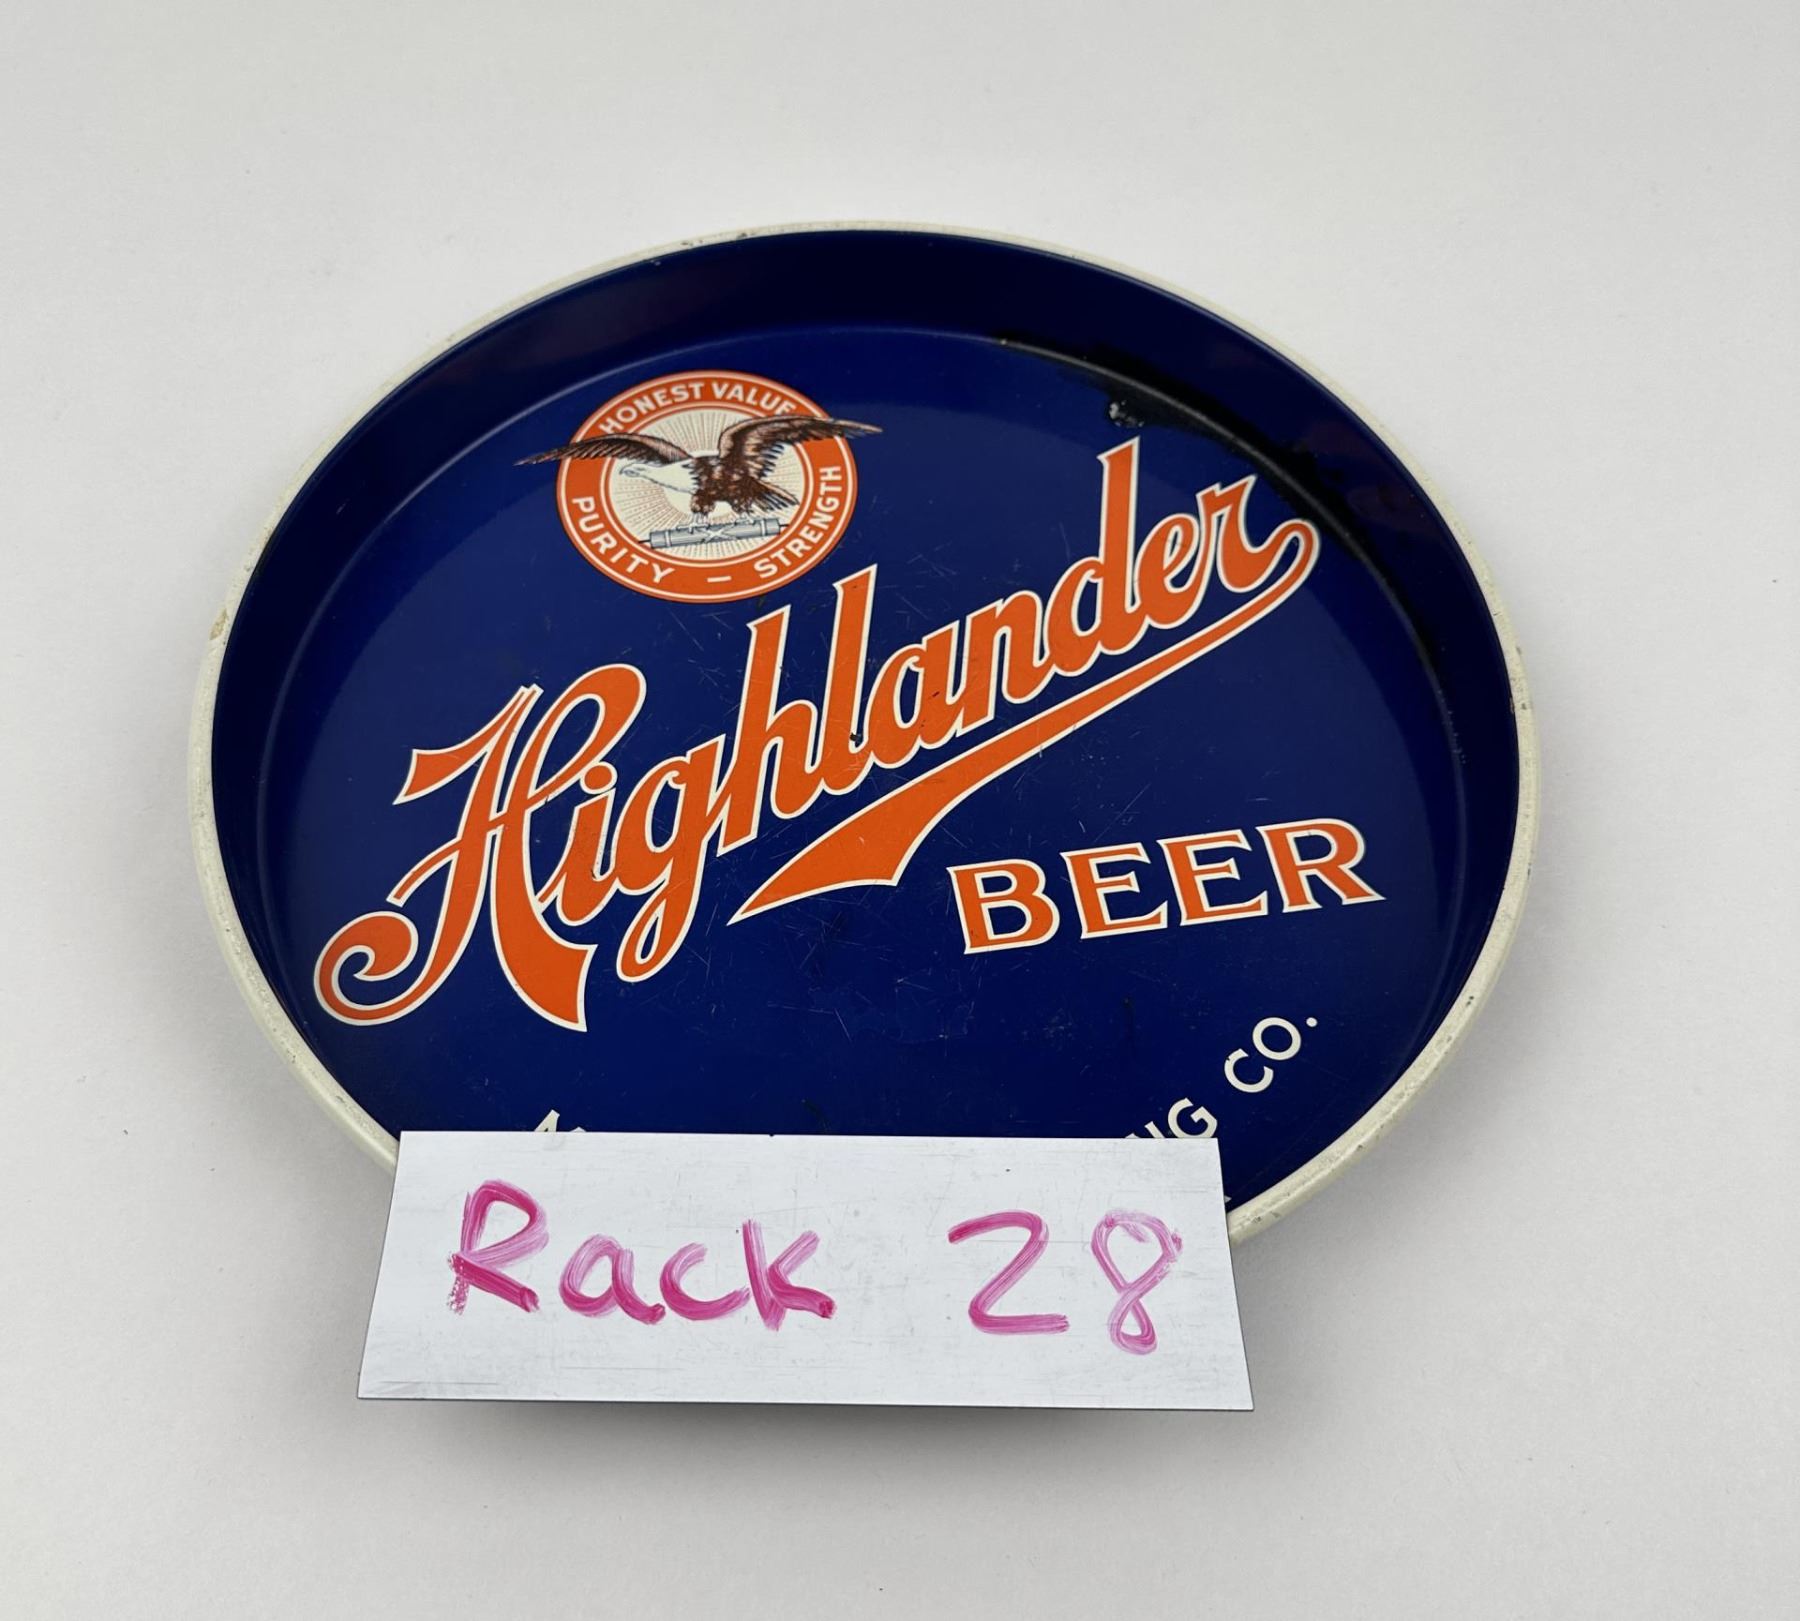 HONEST VALUE
PURITY — STRENGTH
Highlander
BEER
CO.
Rack 28